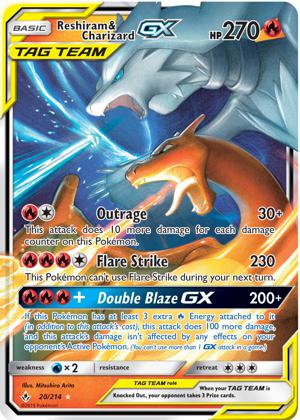 BASIC
Reshiram&
Charizard GX HP270
TAG TEAM
Outrage 30+
This attack does 10 more damage for each damage
counter on this Pokémon.
Flare Strike 230
This Pokémon can't use Flare Strike during your next turn.
+ Double Blaze GX 200+
If this Pokémon has at least 3 extra Energy attached to it
(in addition to this attack's cost), this attack does 100 more damage,
and this attack's damage isn't affected by any effects on your
opponent's Active Pokémon. (You can't use more than 1 GX attack in a game.)
weakness ×2 resistance retreat
TAG TEAM rule
Illus. Mitsuhiro Arita When your TAG TEAM is
20/214 Knocked Out, your opponent takes 3 Prize cards.
©2019 Pokémon